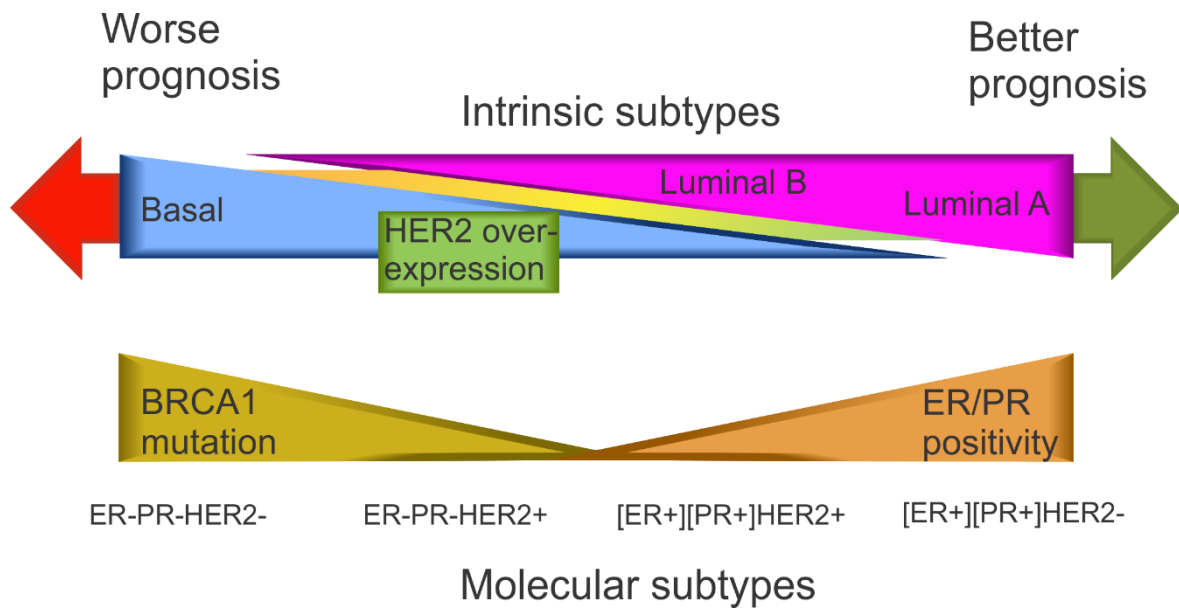 Worse
prognosis
Better
prognosis
Intrinsic subtypes
Basal
HER2 over-
expression
Luminal B
Luminal A
BRCA1
mutation
ER/PR
positivity
ER-PR-HER2-
ER-PR-HER2+
[ER+][PR+]HER2+
[ER+][PR+]HER2-
Molecular subtypes